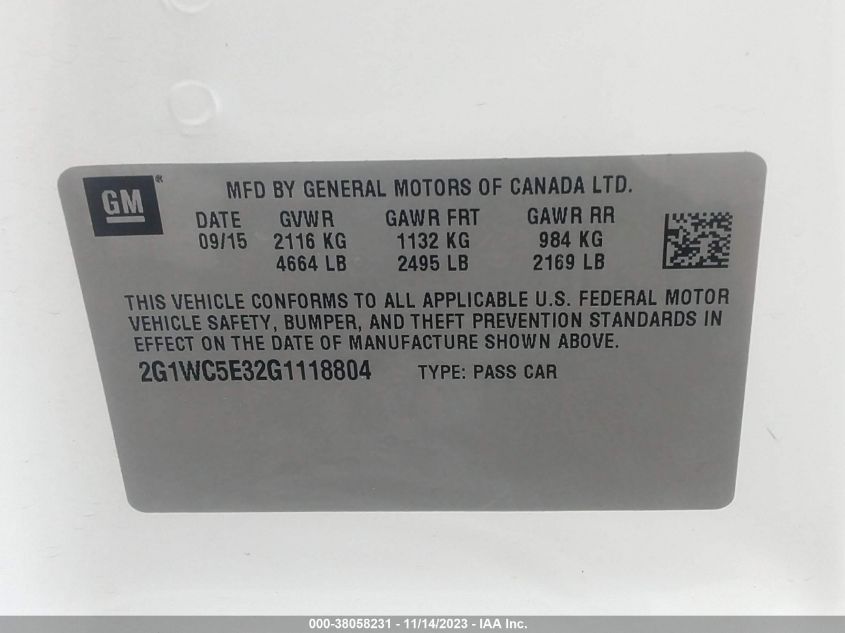 GM ®
MFD BY GENERAL MOTORS OF CANADA LTD.
DATE GVWR GAWR FRT GAWR RR
09/15 2116 KG 1132 KG 984 KG
4664 LB 2495 LB 2169 LB
THIS VEHICLE CONFORMS TO ALL APPLICABLE U.S. FEDERAL MOTOR
VEHICLE SAFETY, BUMPER, AND THEFT PREVENTION STANDARDS IN
EFFECT ON THE DATE OF MANUFACTURE SHOWN ABOVE.
2G1WC5E32G1118804 TYPE: PASS CAR
000-38058231 - 11/14/2023 - IAA Inc.